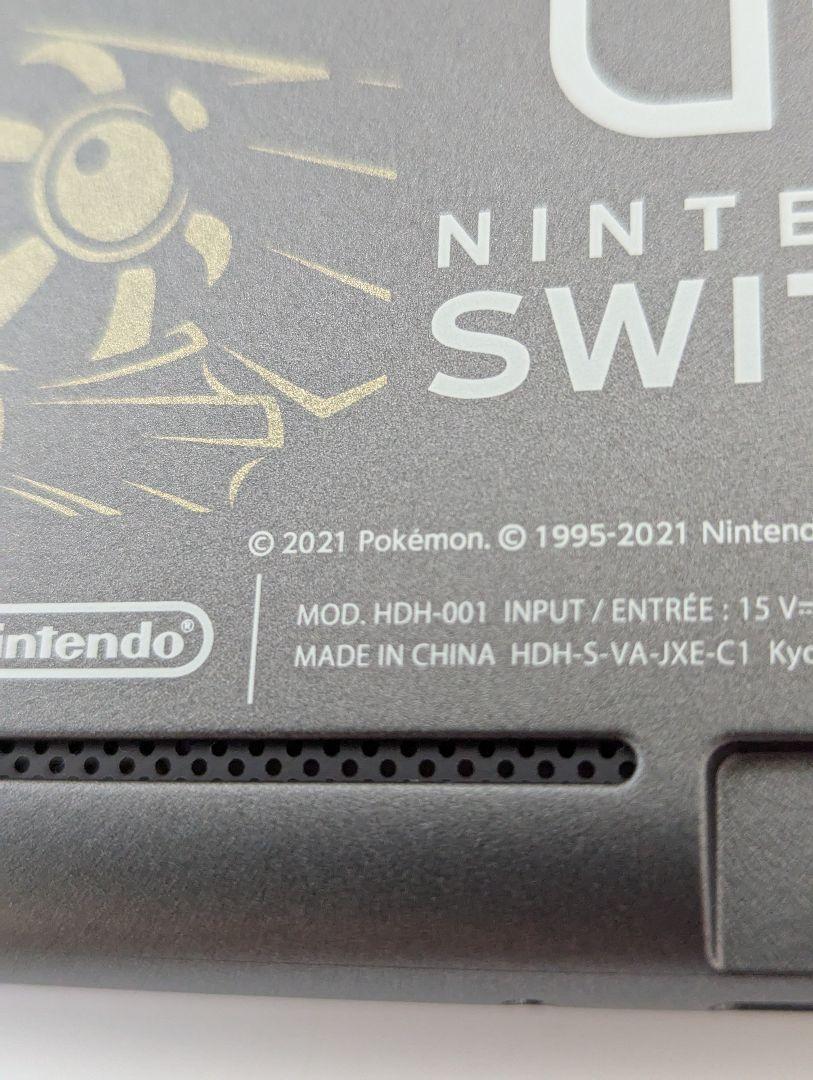 NINTE
SWIT
© 2021 Pokémon. © 1995-2021 Nintendo
intendo®
MOD. HDH-001 INPUT / ENTRÉE : 15 V⎓
MADE IN CHINA HDH-S-VA-JXE-C1 Kyo